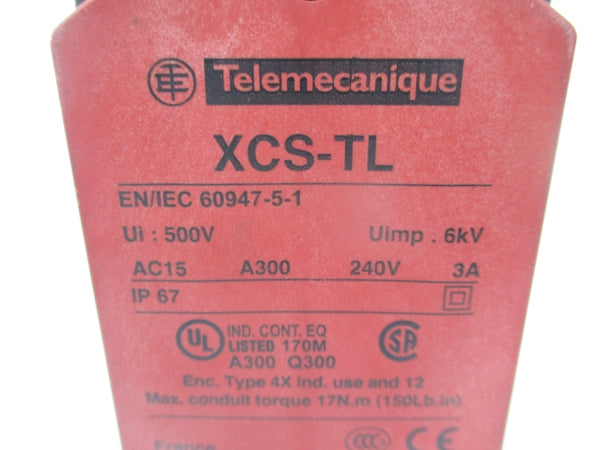 TE Telemecanique
XCS-TL
EN/IEC 60947-5-1
Ui : 500V Uimp . 6kV
AC15 A300 240V 3A
IP 67
UL IND. CONT. EQ
LISTED 170M
A300 Q300
SA
Enc. Type 4X ind. use and 12
Max. conduit torque 17N.m (150Lb.in)
France CCC CE